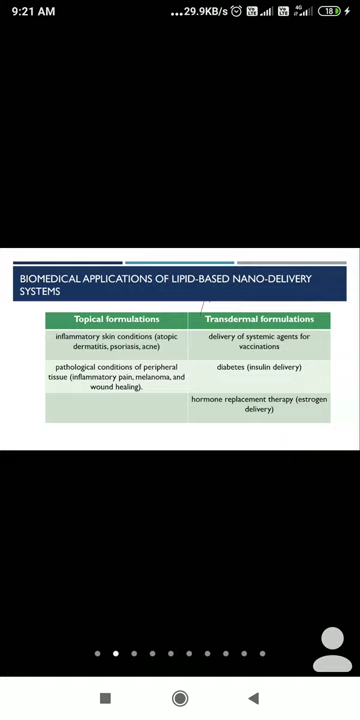 9:21 AM
...29.9KB/s
4G
18
BIOMEDICAL APPLICATIONS OF LIPID-BASED NANO-DELIVERY
SYSTEMS
Topical formulations
Transdermal formulations
inflammatory skin conditions (atopic
dermatitis, psoriasis, acne)
delivery of systemic agents for
vaccinations
pathological conditions of peripheral
tissue (inflammatory pain, melanoma, and
wound healing).
diabetes (insulin delivery)
hormone replacement therapy (estrogen
delivery)